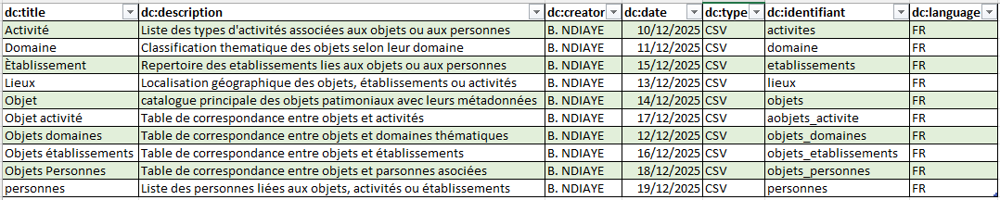 dc:title dc:description dc:creator dc:date dc:type dc:identifiant dc:language
Activité Liste des types d'activités associées aux objets ou aux personnes B. NDIAYE 10/12/2025 CSV activites FR
Domaine Classification thematique des objets selon leur domaine B. NDIAYE 11/12/2025 CSV domaine FR
Ètablissement Repertoire des etablissements lies aux objets ou aux personnes B. NDIAYE 15/12/2025 CSV etablissements FR
Lieux Localisation géographique des objets, établissements ou activités B. NDIAYE 13/12/2025 CSV lieux FR
Objet catalogue principale des objets patimoniaux avec leurs métadonnées B. NDIAYE 14/12/2025 CSV objets FR
Objet activité Table de correspondance entre objets et activités B. NDIAYE 17/12/2025 CSV aobjets_activite FR
Objets domaines Table de correspondance entre objets et domaines thématiques B. NDIAYE 12/12/2025 CSV objets_domaines FR
Objets établissements Table de correspondance entre objets et établissements B. NDIAYE 16/12/2025 CSV objets_etablissements FR
Objets Personnes Table de correspondance entre objets et parsonnes asociées B. NDIAYE 18/12/2025 CSV objets_personnes FR
personnes Liste des personnes liées aux objets, activités ou établissements B. NDIAYE 19/12/2025 CSV personnes FR